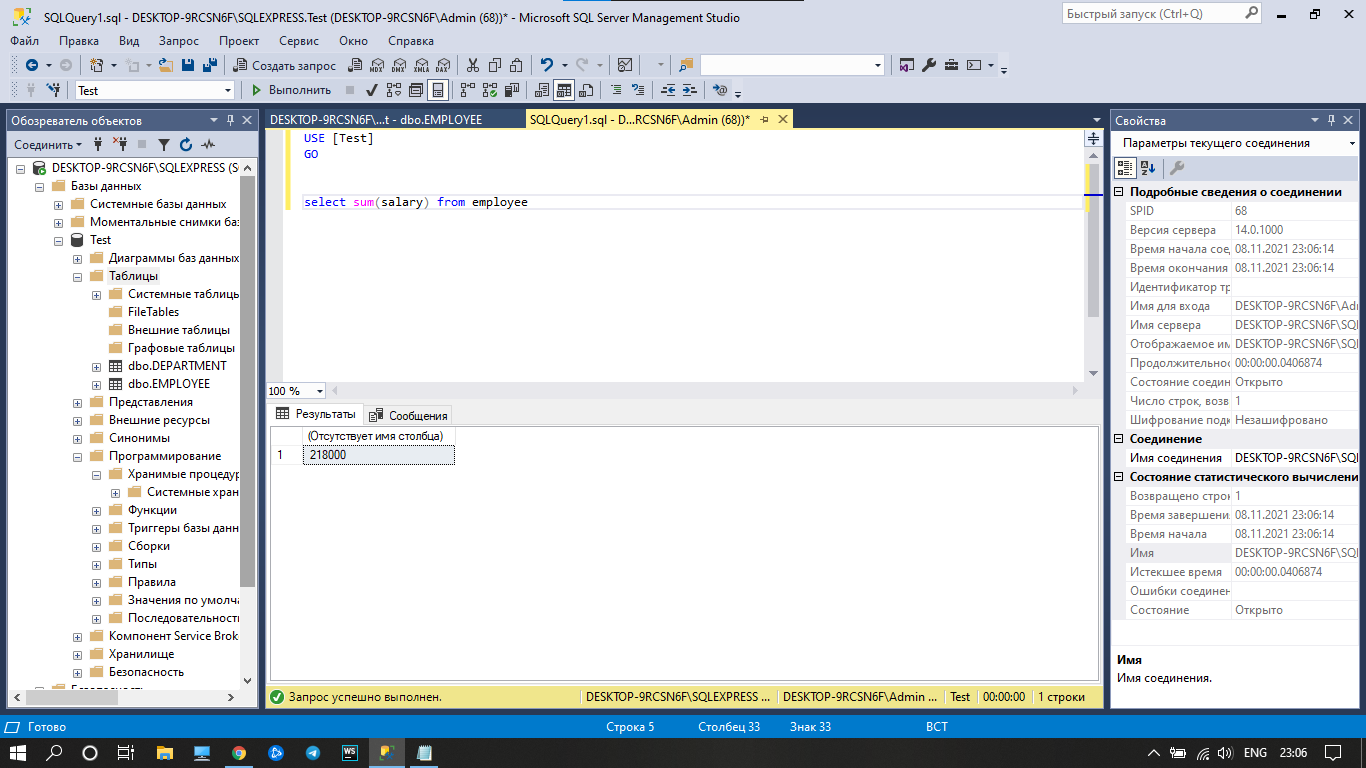 SQLQuery1.sql - DESKTOP-9RCSN6F\SQLEXPRESS.Test (DESKTOP-9RCSN6F\Admin (68))* - Microsoft SQL Server Management Studio
Быстрый запуск (Ctrl+Q)
Файл Правка Вид Запрос Проект Сервис Окно Справка
Создать запрос MDX DMX XMLA DAX
Test Выполнить
Обозреватель объектов
Соединить
DESKTOP-9RCSN6F\SQLEXPRESS (S
Базы данных
Системные базы данных
Моментальные снимки ба
Test
Диаграммы баз данных
Таблицы
Системные таблицы
FileTables
Внешние таблицы
Графовые таблицы
dbo.DEPARTMENT
dbo.EMPLOYEE
Представления
Внешние ресурсы
Синонимы
Программирование
Хранимые процедур
Системные хран
Функции
Триггеры базы данн
Сборки
Типы
Правила
Значения по умолча
Последовательност
Компонент Service Brok
Хранилище
Безопасность
DESKTOP-9RCSN6F\...t - dbo.EMPLOYEE
SQLQuery1.sql - D...RCSN6F\Admin (68))*
USE [Test]
GO
select sum(salary) from employee
100 %
Результаты Сообщения
(Отсутствует имя столбца)
1 218000
Запрос успешно выполнен. DESKTOP-9RCSN6F\SQLEXPRESS ... DESKTOP-9RCSN6F\Admin ... Test 00:00:00 1 строки
Свойства
Параметры текущего соединения
Подробные сведения о соединении
SPID 68
Версия сервера 14.0.1000
Время начала сое 08.11.2021 23:06:14
Время окончания 08.11.2021 23:06:14
Идентификатор тр
Имя для входа DESKTOP-9RCSN6F\Adı
Имя сервера DESKTOP-9RCSN6F\SQI
Отображаемое им DESKTOP-9RCSN6F\SQI
Продолжительнос 00:00:00.0406874
Состояние соедин Открыто
Число строк, возв 1
Шифрование подк Незашифровано
Соединение
Имя соединения DESKTOP-9RCSN6F\SQI
Состояние статистического вычислени
Возвращено строк 1
Время завершени 08.11.2021 23:06:14
Время начала 08.11.2021 23:06:14
Имя DESKTOP-9RCSN6F\SQI
Истекшее время 00:00:00.0406874
Ошибки соединен
Состояние Открыто
Имя
Имя соединения.
Готово Строка 5 Столбец 33 Знак 33 ВСТ
WS ENG 23:06